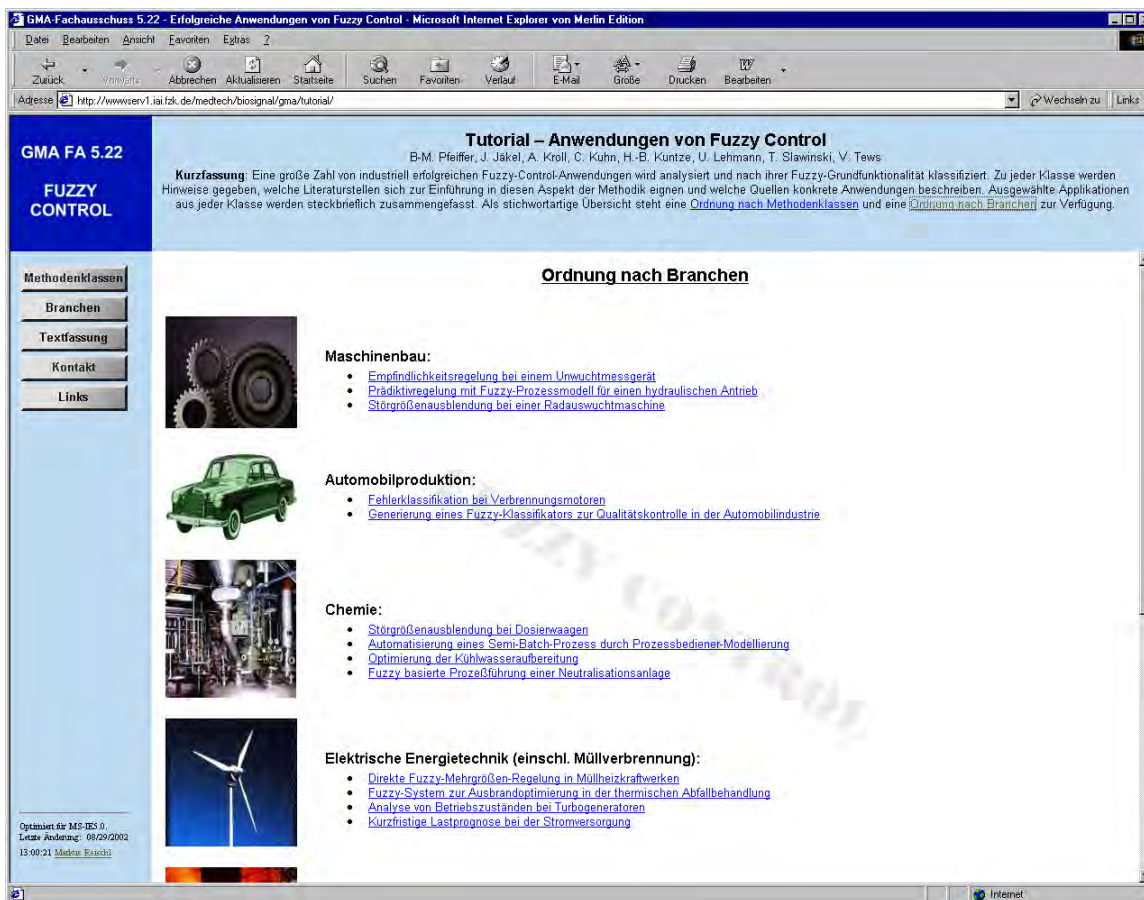 GMA-Fachausschuss 5.22 - Erfolgreiche Anwendungen von Fuzzy Control - Microsoft Internet Explorer von Merlin Edition
Datei Bearbeiten Ansicht Favoriten Extras ?
Zurück Vorwärts Abbrechen Aktualisieren Startseite Suchen Favoriten Verlauf E-Mail Größe Drucken Bearbeiten
Adresse http://wwwserv1.iai.fzk.de/medtech/biosignal/gma/tutorial/ Wechseln zu Links
GMA FA 5.22
FUZZY
CONTROL
Tutorial – Anwendungen von Fuzzy Control
B-M. Pfeiffer, J. Jäkel, A. Kroll, C. Kuhn, H.-B. Kuntze, U. Lehmann, T. Slawinski, V. Tews
Kurzfassung: Eine große Zahl von industriell erfolgreichen Fuzzy-Control-Anwendungen wird analysiert und nach ihrer Fuzzy-Grundfunktionalität klassifiziert. Zu jeder Klasse werden
Hinweise gegeben, welche Literaturstellen sich zur Einführung in diesen Aspekt der Methodik eignen und welche Quellen konkrete Anwendungen beschreiben. Ausgewählte Applikationen
aus jeder Klasse werden steckbrieflich zusammengefasst. Als stichwortartige Übersicht steht eine Ordnung nach Methodenklassen und eine Ordnung nach Branchen zur Verfügung.
Methodenklassen
Branchen
Textfassung
Kontakt
Links
Ordnung nach Branchen
Maschinenbau:
• Empfindlichkeitsregelung bei einem Unwuchtmessgerät
• Prädiktivregelung mit Fuzzy-Prozessmodell für einen hydraulischen Antrieb
• Störgrößenausblendung bei einer Radauswuchtmaschine
Automobilproduktion:
• Fehlerklassifikation bei Verbrennungsmotoren
• Generierung eines Fuzzy-Klassifikators zur Qualitätskontrolle in der Automobilindustrie
FUZZY CONTROL
Chemie:
• Störgrößenausblendung bei Dosierwaagen
• Automatisierung eines Semi-Batch-Prozess durch Prozessbediener-Modellierung
• Optimierung der Kühlwasseraufbereitung
• Fuzzy basierte Prozeßführung einer Neutralisationsanlage
Elektrische Energietechnik (einschl. Müllverbrennung):
• Direkte Fuzzy-Mehrgrößen-Regelung in Müllheizkraftwerken
• Fuzzy-System zur Ausbrandoptimierung in der thermischen Abfallbehandlung
• Analyse von Betriebszuständen bei Turbogeneratoren
• Kurzfristige Lastprognose bei der Stromversorgung
Optimiert für MS-IE5.0.
Letzte Änderung: 08/29/2002
13:00:21 Markus Reischl
Internet